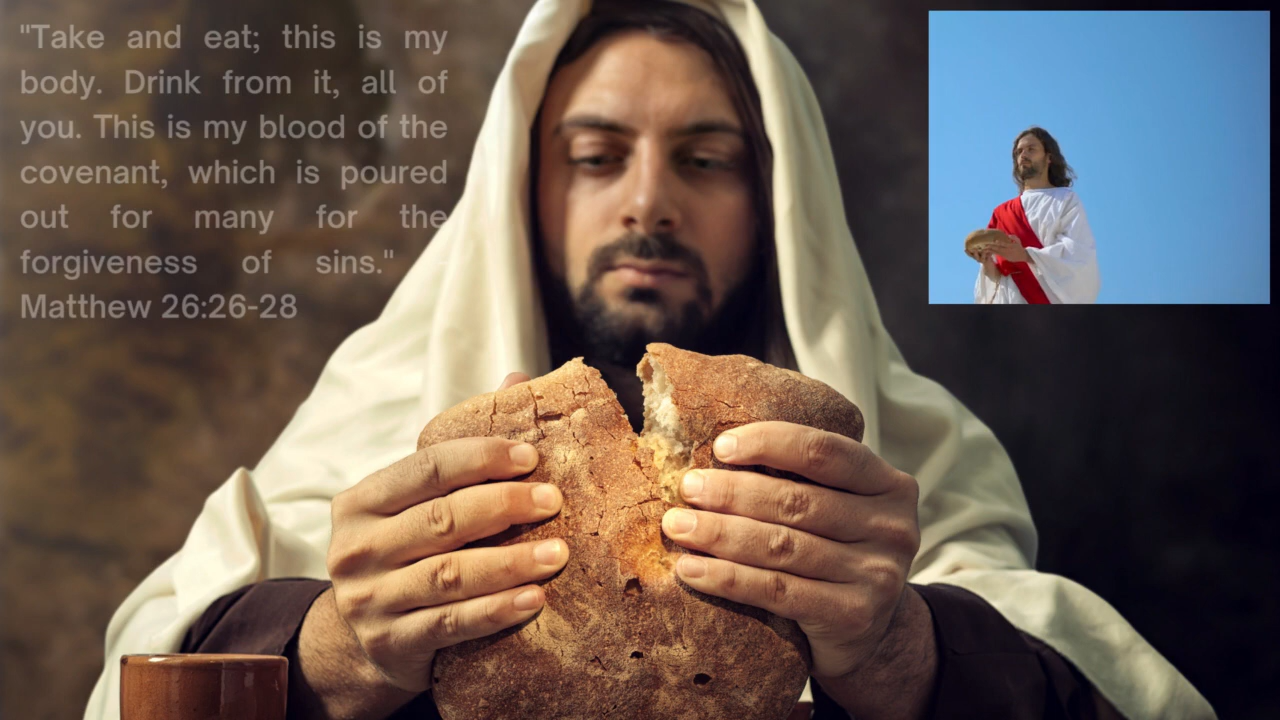 "Take and eat; this is my
body. Drink from it, all of
you. This is my blood of the
covenant, which is poured
out for many for the
forgiveness of sins."
Matthew 26:26-28